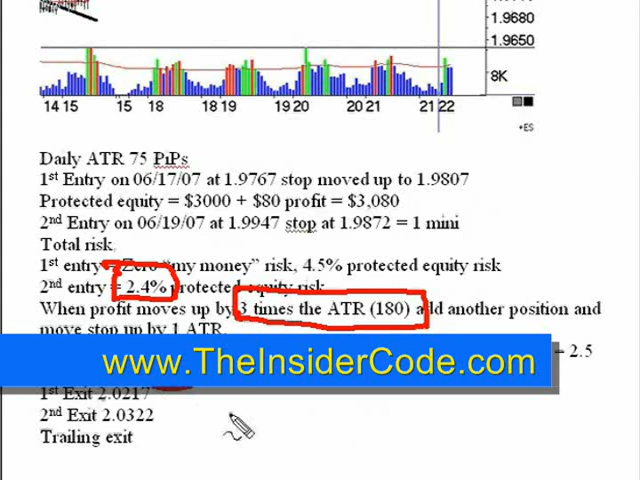 1.9680
1.9650
8K
14 15 15 18 18 19 19 20 20 21 21 22
+ES
Daily ATR 75 PiPs
1st Entry on 06/17/07 at 1.9767 stop moved up to 1.9807
Protected equity = $3000 + $80 profit = $3,080
2nd Entry on 06/19/07 at 1.9947 stop at 1.9872 = 1 mini
Total risk
1st entry = Zero “my money” risk, 4.5% protected equity risk
2nd entry = 2.4% protected equity risk
When profit moves up by 3 times the ATR (180) add another position and
move stop up by 1 ATR.
= 2.5
www.TheInsiderCode.com
1st Exit 2.0217
2nd Exit 2.0322
Trailing exit